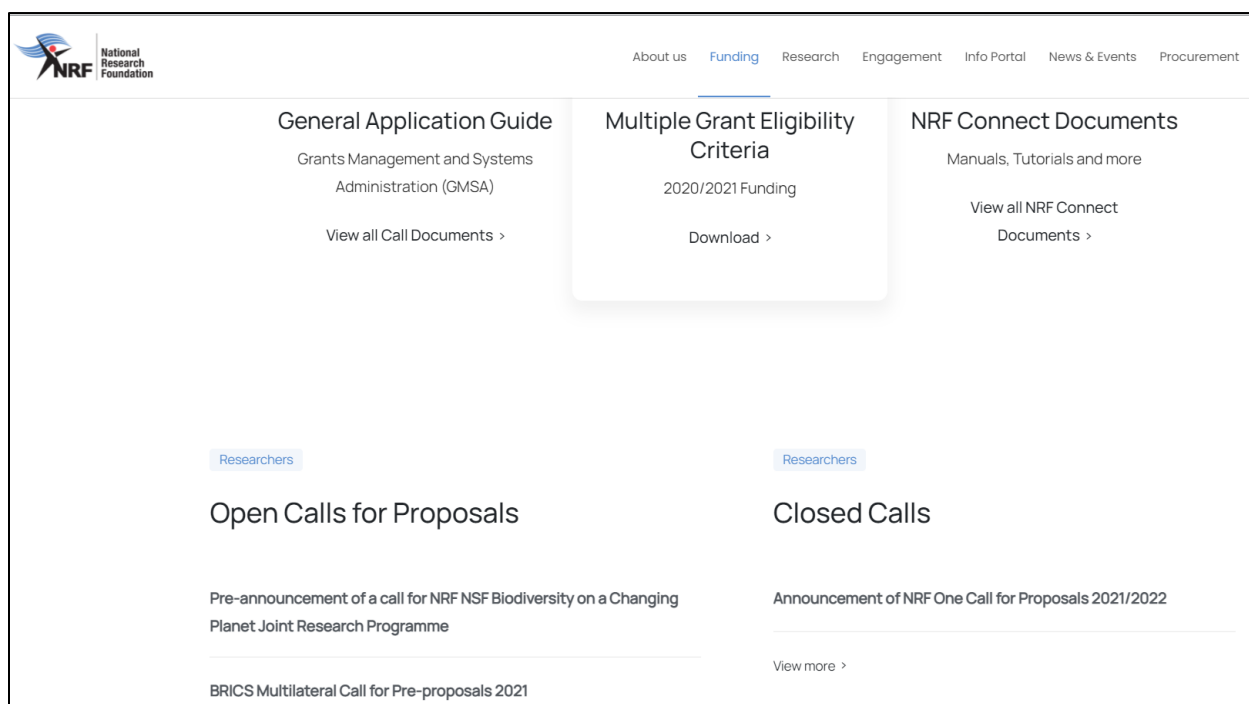 NRF
National
Research
Foundation
About us Funding Research Engagement Info Portal News & Events Procurement
General Application Guide
Grants Management and Systems
Administration (GMSA)
View all Call Documents >
Multiple Grant Eligibility
Criteria
2020/2021 Funding
Download >
NRF Connect Documents
Manuals, Tutorials and more
View all NRF Connect
Documents >
Researchers
Open Calls for Proposals
Pre-announcement of a call for NRF NSF Biodiversity on a Changing
Planet Joint Research Programme
BRICS Multilateral Call for Pre-proposals 2021
Researchers
Closed Calls
Announcement of NRF One Call for Proposals 2021/2022
View more >